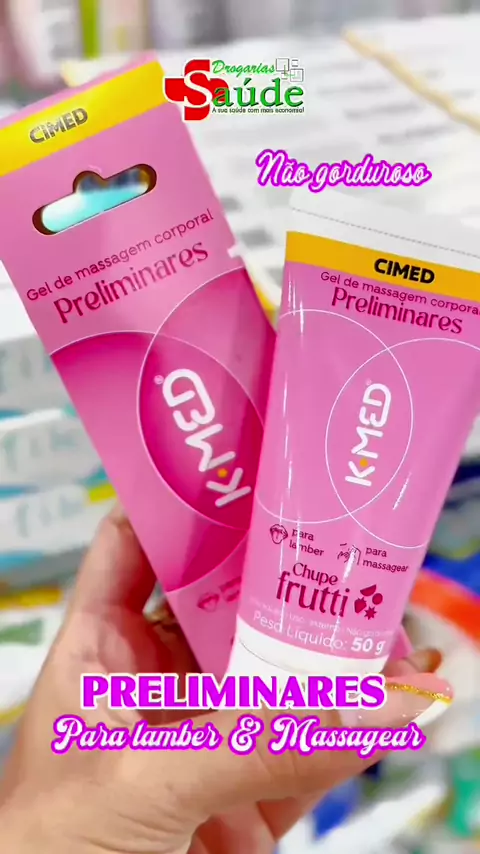 Drogarias
Saúde
A sua saúde com mais economia!
Não gorduroso
CIMED
Gel de massagem corporal
Preliminares
K-MED®
CIMED
Gel de massagem corporal
Preliminares
K-MED®
para lamber
para massagear
Chupe
frutti
Peso Líquido: 50 g
PRELIMINARES
Para lamber & Massagear